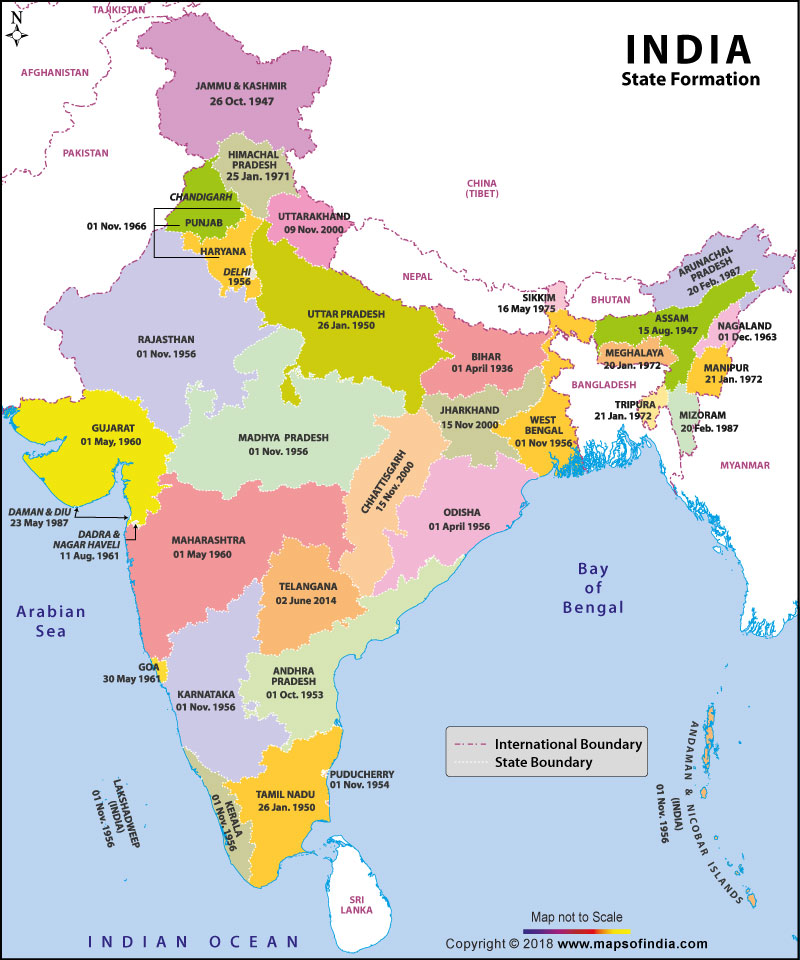 N
TAJIKISTAN
INDIA
State Formation
AFGHANISTAN
JAMMU & KASHMIR
26 Oct. 1947
PAKISTAN
HIMACHAL
PRADESH
25 Jan. 1971
CHINA
(TIBET)
CHANDIGARH
01 Nov. 1966
PUNJAB
UTTARAKHAND
09 Nov. 2000
HARYANA
DELHI
1956
NEPAL
ARUNACHAL
PRADESH
20 Feb. 1987
SIKKIM
16 May 1975
BHUTAN
UTTAR PRADESH
26 Jan. 1950
ASSAM
15 Aug. 1947
NAGALAND
01 Dec. 1963
RAJASTHAN
01 Nov. 1956
BIHAR
01 April 1936
MEGHALAYA
20 Jan. 1972
MANIPUR
21 Jan. 1972
BANGLADESH
TRIPURA
21 Jan. 1972
MIZORAM
20 Feb. 1987
JHARKHAND
15 Nov 2000
WEST
BENGAL
01 Nov 1956
GUJARAT
01 May, 1960
MADHYA PRADESH
01 Nov. 1956
CHHATTISGARH
15 Nov. 2000
MYANMAR
ODISHA
01 April 1956
DAMAN & DIU
23 May 1987
DADRA &
NAGAR HAVELI
11 Aug. 1961
MAHARASHTRA
01 May 1960
TELANGANA
02 June 2014
Bay
of
Bengal
Arabian
Sea
GOA
30 May 1961
KARNATAKA
01 Nov. 1956
ANDHRA
PRADESH
01 Oct. 1953
International Boundary
State Boundary
PUDUCHERRY
01 Nov. 1954
TAMIL NADU
26 Jan. 1950
KERALA
01 Nov. 1956
LAKSHADWEEP
(INDIA)
01 Nov. 1956
ANDAMAN & NICOBAR ISLANDS
(INDIA)
01 Nov. 1956
SRI
LANKA
INDIAN OCEAN
Map not to Scale
Copyright © 2018 www.mapsofindia.com